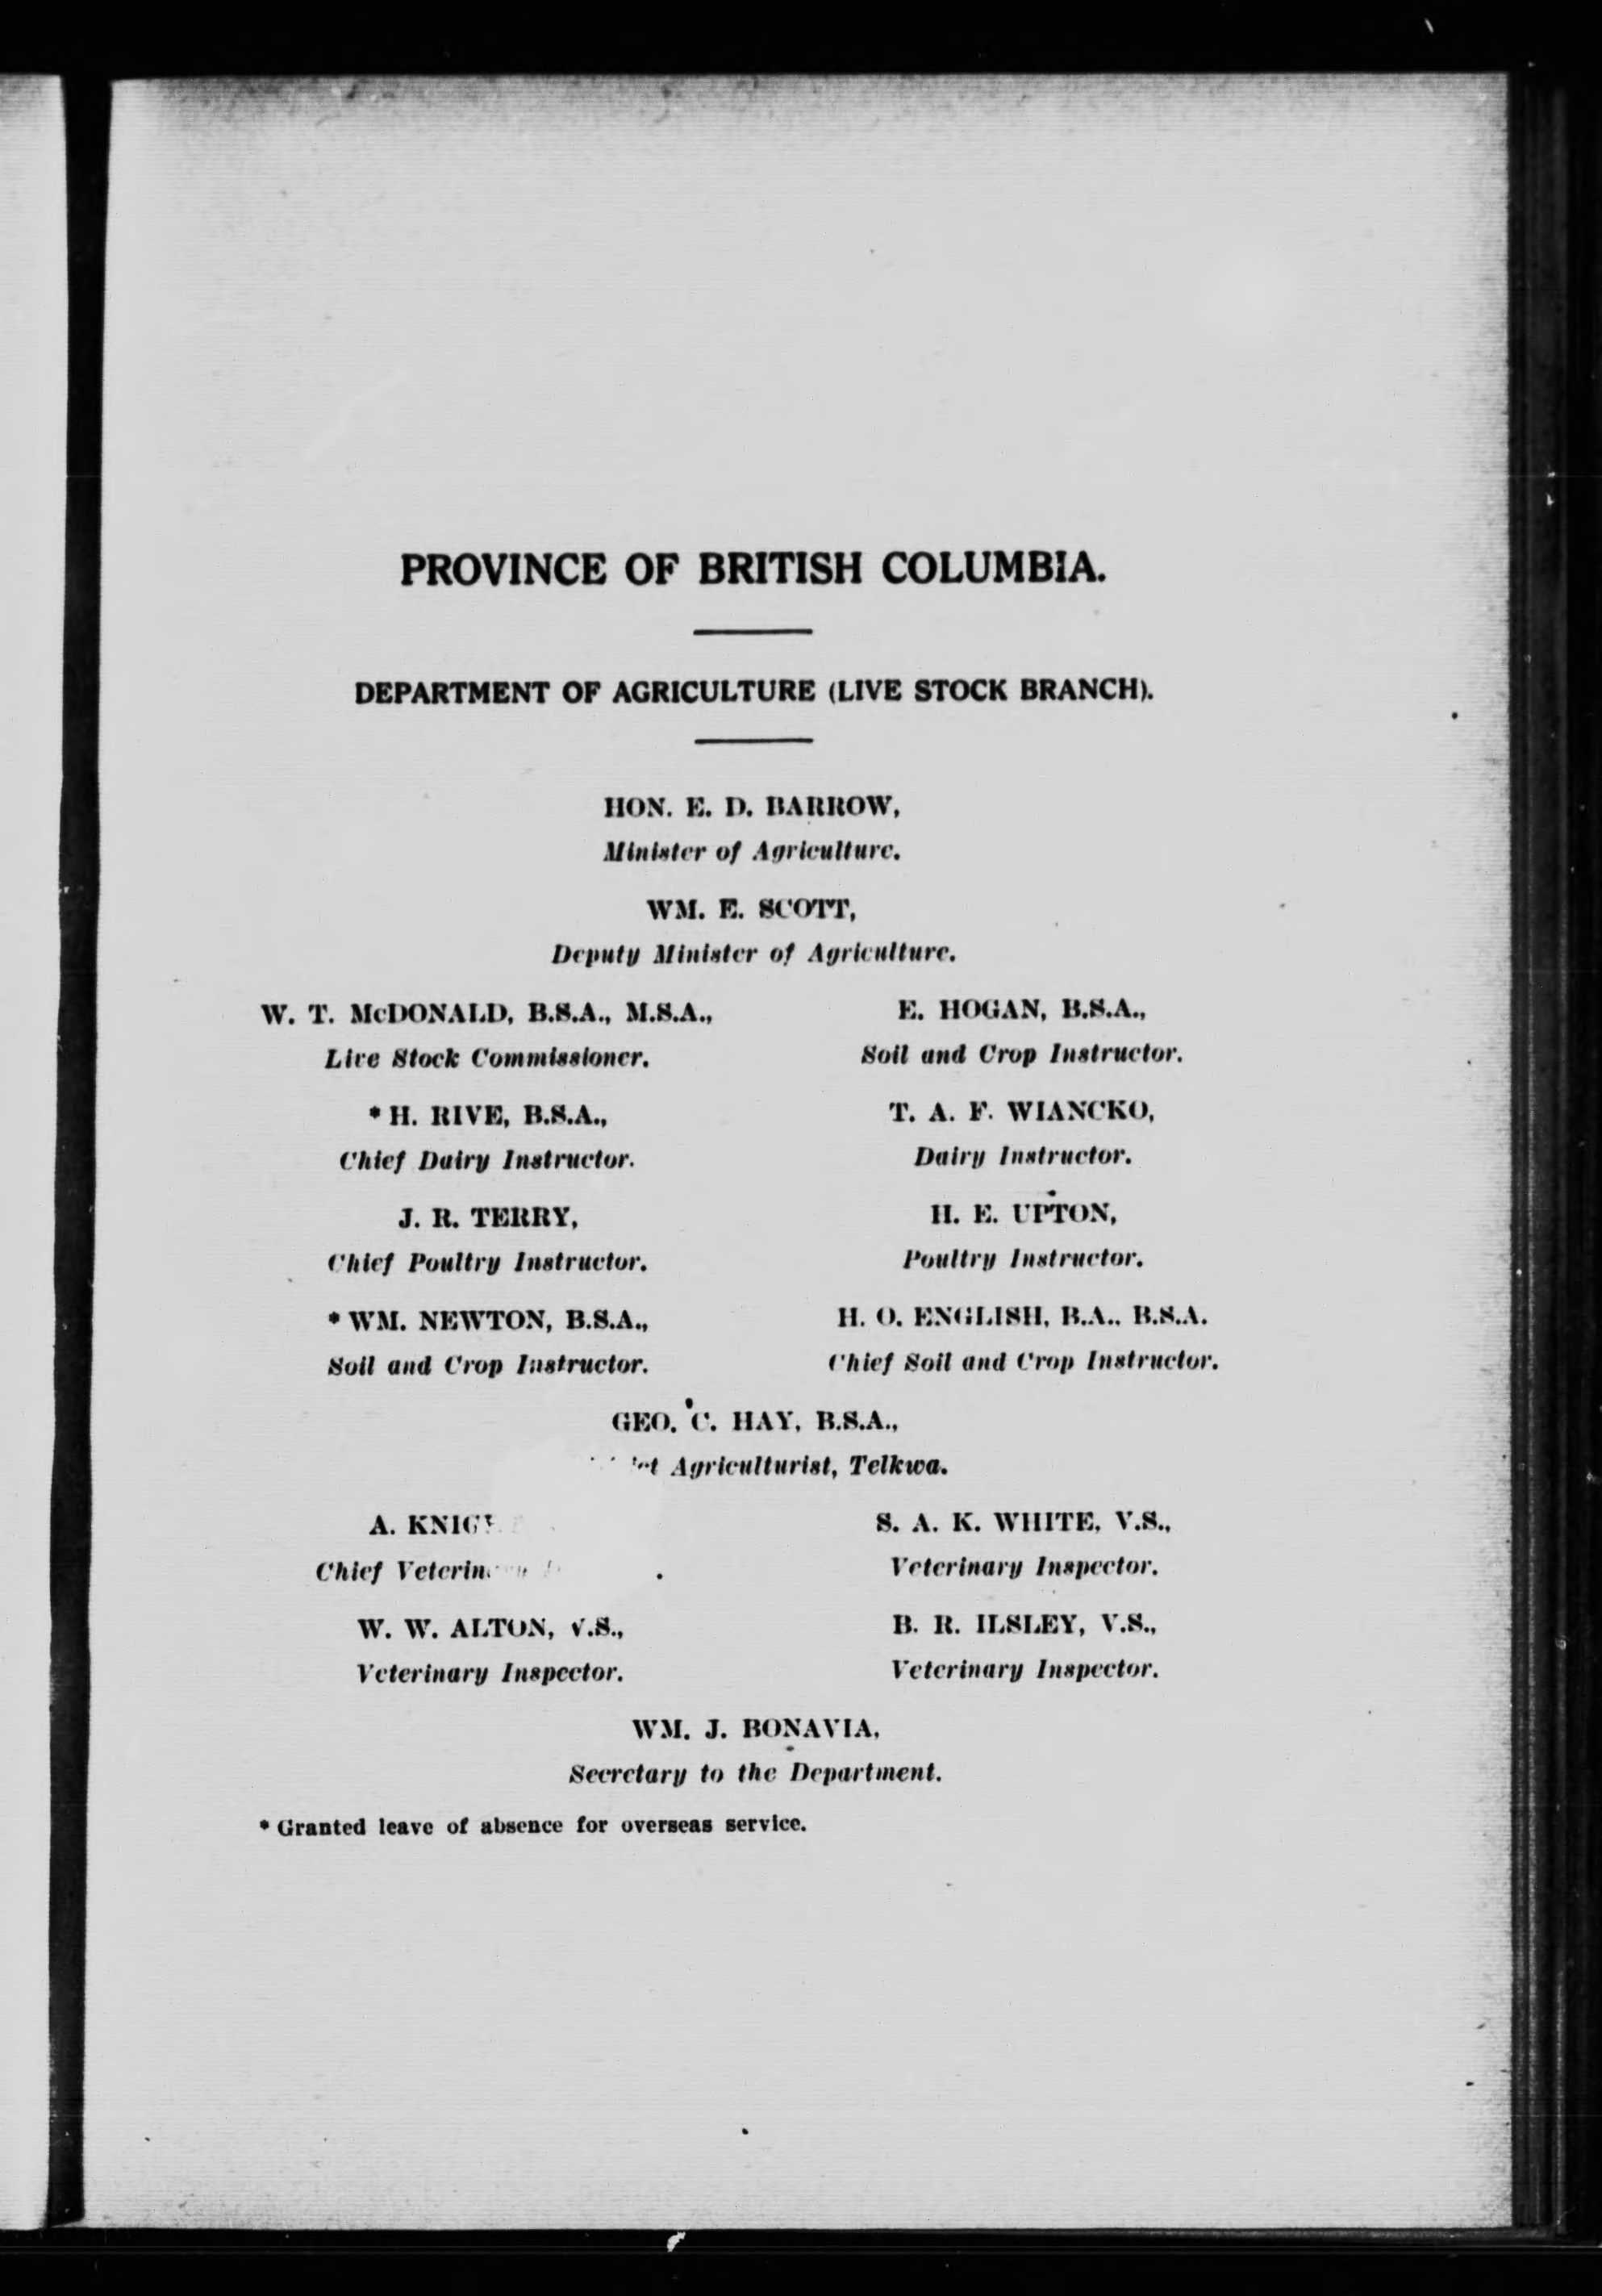 PROVINCE OF BRITISH COLUMBIA.
DEPARTMENT OF AGRICULTURE (LIVE STOCK BRANCH).
HON. E. D. BARROW,
Minister of Agriculture.
WM. E. SCOTT,
Deputy Minister of Agriculture.
W. T. McDONALD, B.S.A., M.S.A.,
Live Stock Commissioner.
E. HOGAN, B.S.A.,
Soil and Crop Instructor.
* H. RIVE, B.S.A.,
Chief Dairy Instructor.
T. A. F. WIANCKO,
Dairy Instructor.
J. R. TERRY,
Chief Poultry Instructor.
H. E. UPTON,
Poultry Instructor.
* WM. NEWTON, B.S.A.,
Soil and Crop Instructor.
H. O. ENGLISH, B.A., B.S.A.
Chief Soil and Crop Instructor.
GEO. C. HAY, B.S.A.,
Agriculturist, Telkwa.
A.
Chief
S. A. K. WHITE, V.S.,
Veterinary Inspector.
W. W. ALTON, V.S.,
Veterinary Inspector.
B. R. ILSLEY, V.S.,
Veterinary Inspector.
WM. J. BONAVIA,
Secretary to the Department.
* Granted leave of absence for overseas service.